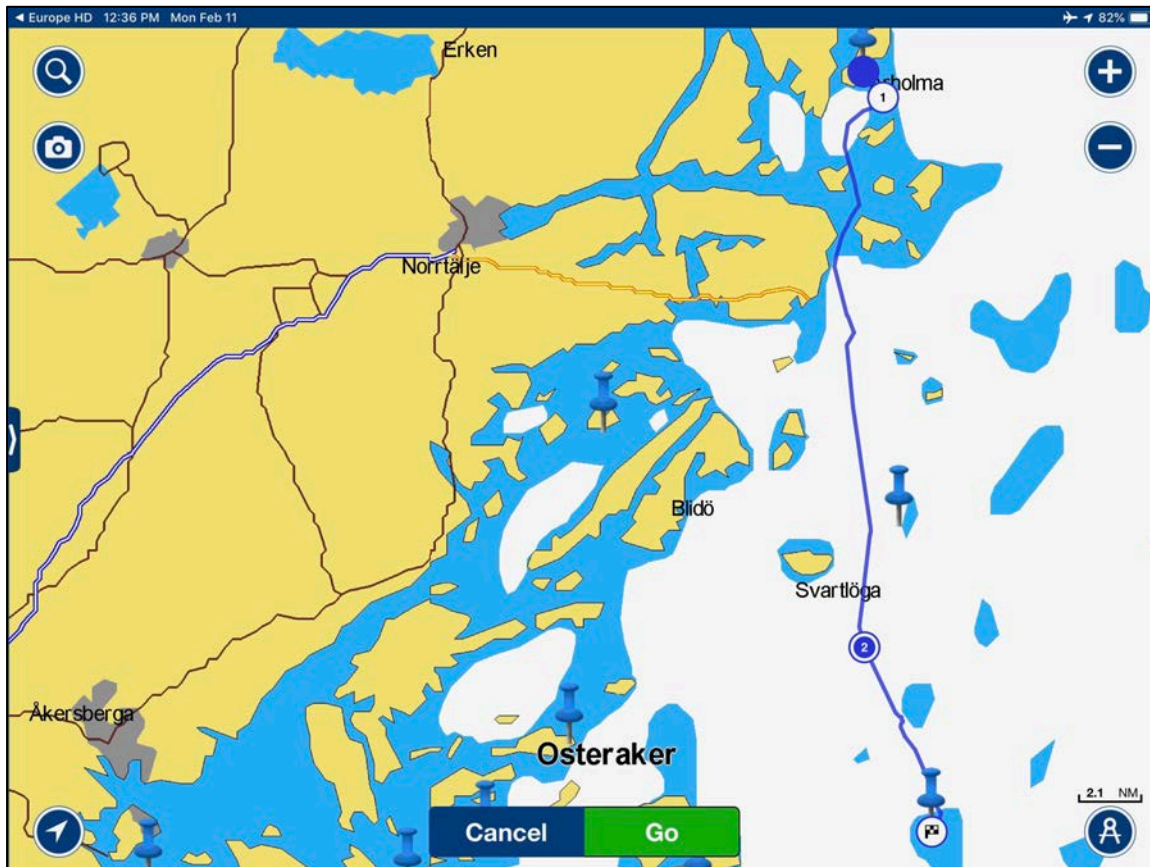 Europe HD 12:36 PM Mon Feb 11 82%
Erken
1
Norrtälje
Blidö
Svartlöga
2
Åkersberga
Osteraker
2.1 NM
Cancel Go